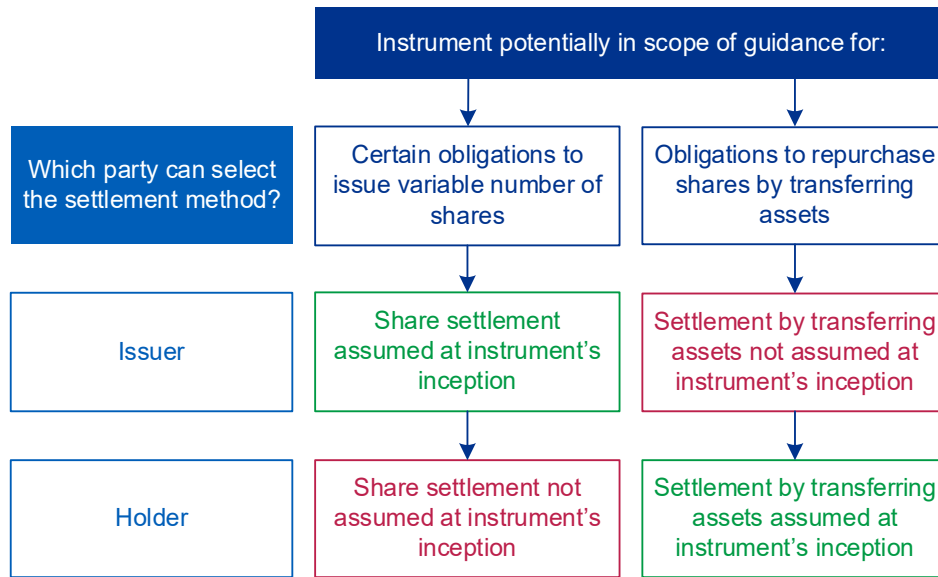 Instrument potentially in scope of guidance for:
Which party can select
the settlement method?
Certain obligations to
issue variable number of
shares
Obligations to repurchase
shares by transferring
assets
Issuer
Share settlement
assumed at instrument's
inception
Settlement by transferring
assets not assumed at
instrument's inception
Holder
Share settlement not
assumed at instrument's
inception
Settlement by transferring
assets assumed at
instrument's inception